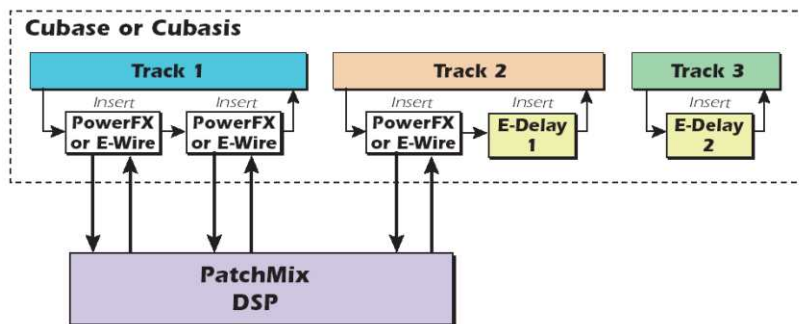 Cubase or Cubasis
Track 1
Track 2
Track 3
Insert
Insert
Insert
Insert
Insert
PowerFX
or E-Wire
PowerFX
or E-Wire
PowerFX
or E-Wire
E-Delay
1
E-Delay
2
PatchMix
DSP